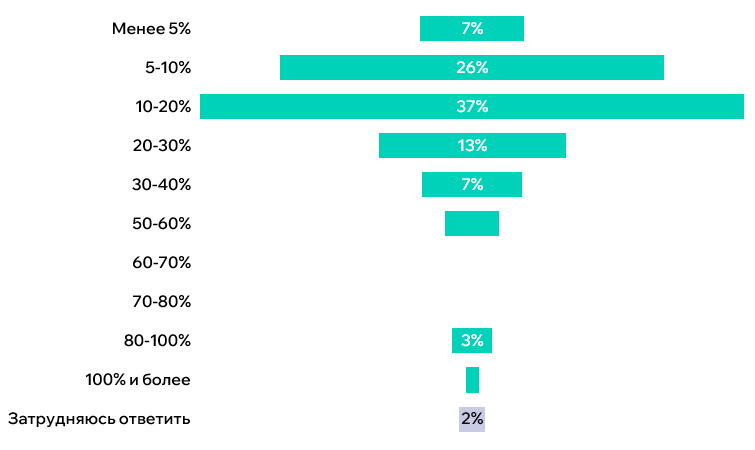 Менее 5% 7%
5-10% 26%
10-20% 37%
20-30% 13%
30-40% 7%
50-60%
60-70%
70-80%
80-100% 3%
100% и более
Затрудняюсь ответить 2%